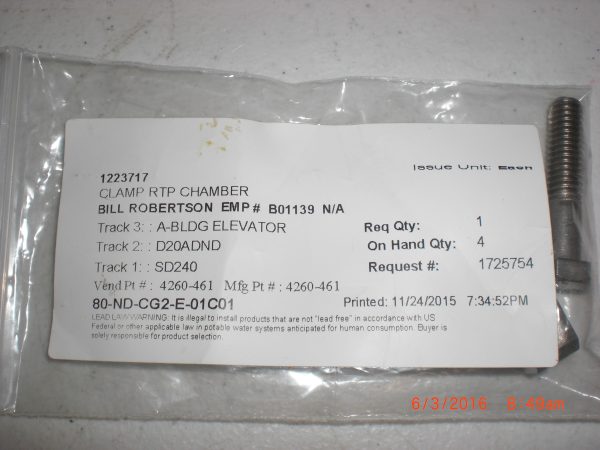 1223717
Issue Unit: Each
CLAMP RTP CHAMBER
BILL ROBERTSON EMP # B01139 N/A
Track 3: : A-BLDG ELEVATOR Req Qty: 1
Track 2: : D20ADND On Hand Qty: 4
Track 1: : SD240 Request #: 1725754
Vend Pt # : 4260-461 Mfg Pt # : 4260-461
80-ND-CG2-E-01C01 Printed: 11/24/2015 7:34:52PM
LEAD LAW WARNING: It is illegal to install products that are not "lead free" in accordance with US
Federal or other applicable law in potable water systems anticipated for human consumption. Buyer is
solely responsible for product selection.
6/3/2016 8:49am